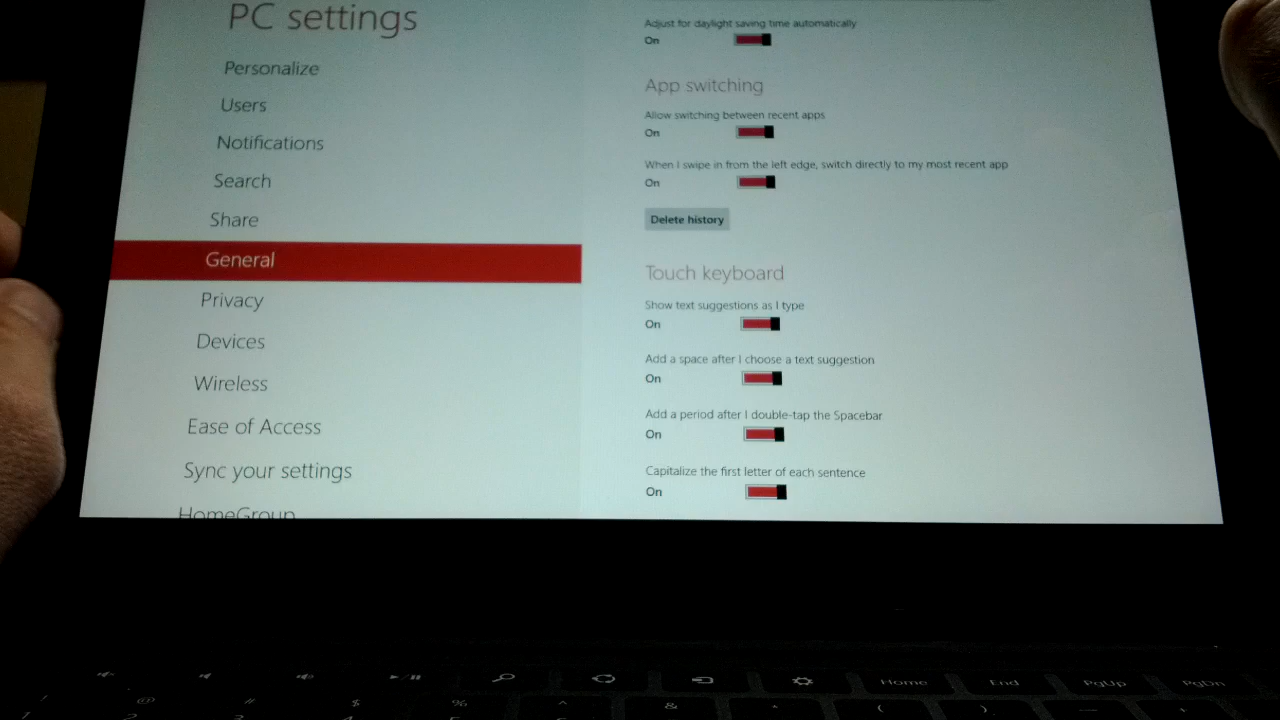 PC settings
Personalize
Users
Notifications
Search
Share
General
Privacy
Devices
Wireless
Ease of Access
Sync your settings
HomeGroup
Adjust for daylight saving time automatically
On
App switching
Allow switching between recent apps
On
When I swipe in from the left edge, switch directly to my most recent app
On
Delete history
Touch keyboard
Show text suggestions as I type
On
Add a space after I choose a text suggestion
On
Add a period after I double-tap the Spacebar
On
Capitalize the first letter of each sentence
On
Home End PgUp PgDn
! @ # $ % ^ & * ( ) — +
1 2 3 4